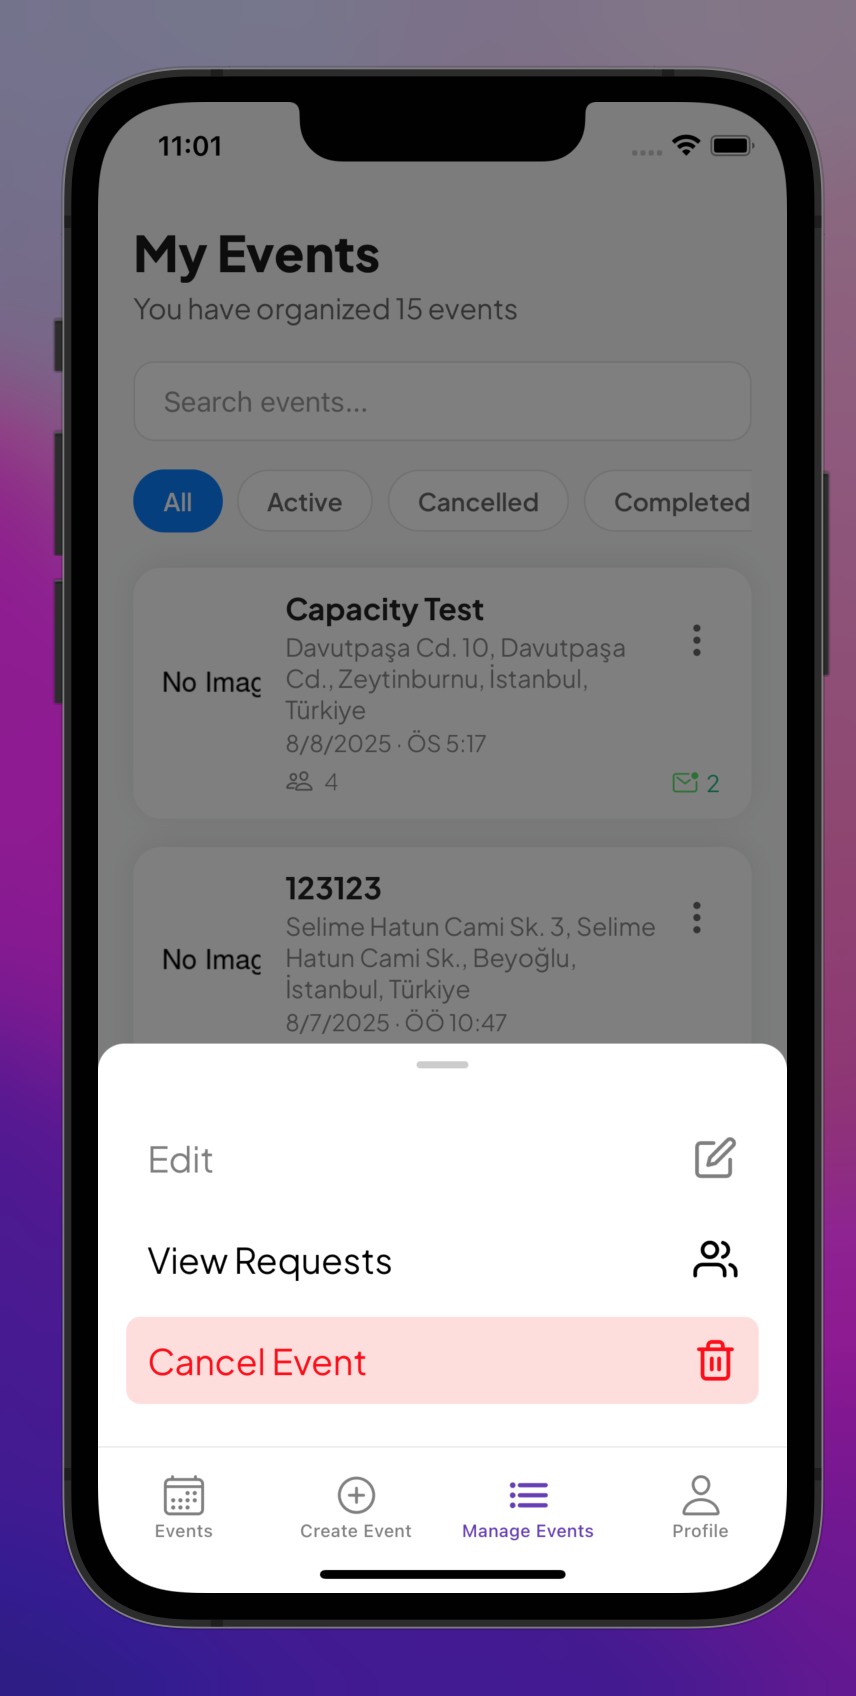 11:01
My Events
You have organized 15 events
Search events...
All
Active
Cancelled
Completed
Capacity Test
Davutpaşa Cd. 10, Davutpaşa
Cd., Zeytinburnu, İstanbul,
Türkiye
No Imag
8/8/2025 · ÖS 5:17
4
2
123123
Selime Hatun Cami Sk. 3, Selime
Hatun Cami Sk., Beyoğlu,
İstanbul, Türkiye
No Imag
8/7/2025 · ÖÖ 10:47
Edit
View Requests
Cancel Event
Events
Create Event
Manage Events
Profile